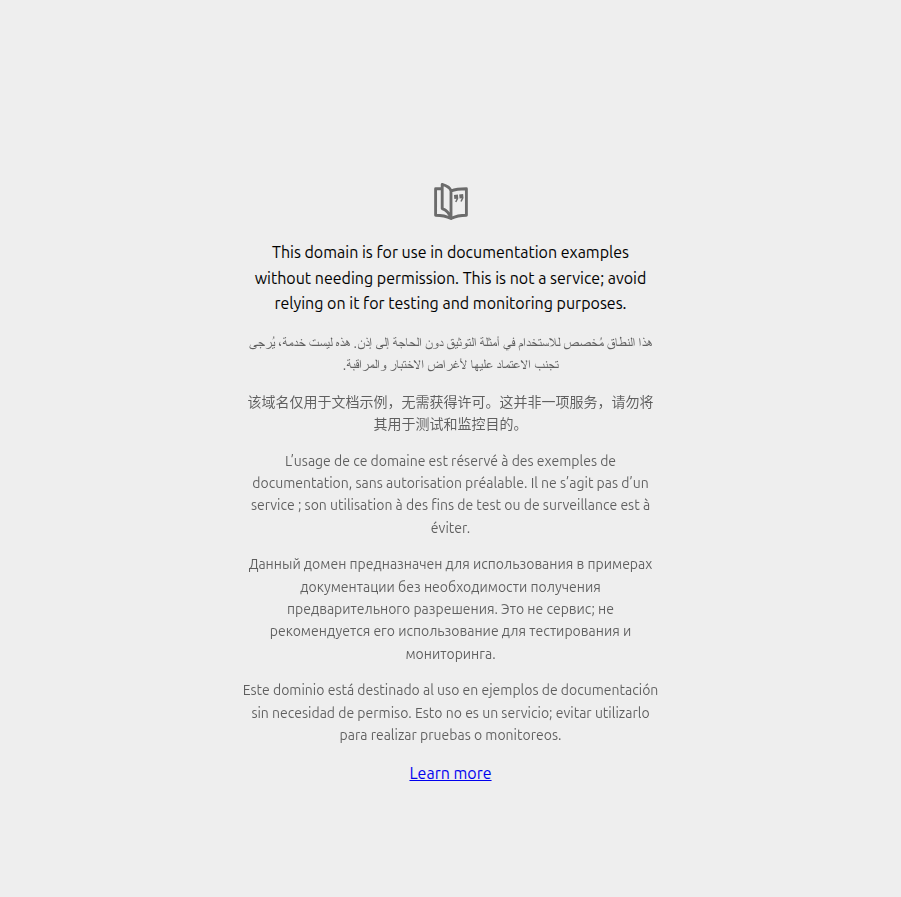 This domain is for use in documentation examples
without needing permission. This is not a service; avoid
relying on it for testing and monitoring purposes.
هذا النطاق مُخصص للاستخدام في أمثلة التوثيق دون الحاجة إلى إذن. هذه ليست خدمة، يُرجى
تجنب الاعتماد عليها لأغراض الاختبار والمراقبة.
该域名仅用于文档示例，无需获得许可。这并非一项服务，请勿将
其用于测试和监控目的。
L’usage de ce domaine est réservé à des exemples de
documentation, sans autorisation préalable. Il ne s’agit pas d’un
service ; son utilisation à des fins de test ou de surveillance est à
éviter.
Данный домен предназначен для использования в примерах
документации без необходимости получения
предварительного разрешения. Это не сервис; не
рекомендуется его использование для тестирования и
мониторинга.
Este dominio está destinado al uso en ejemplos de documentación
sin necesidad de permiso. Esto no es un servicio; evitar utilizarlo
para realizar pruebas o monitoreos.
Learn more